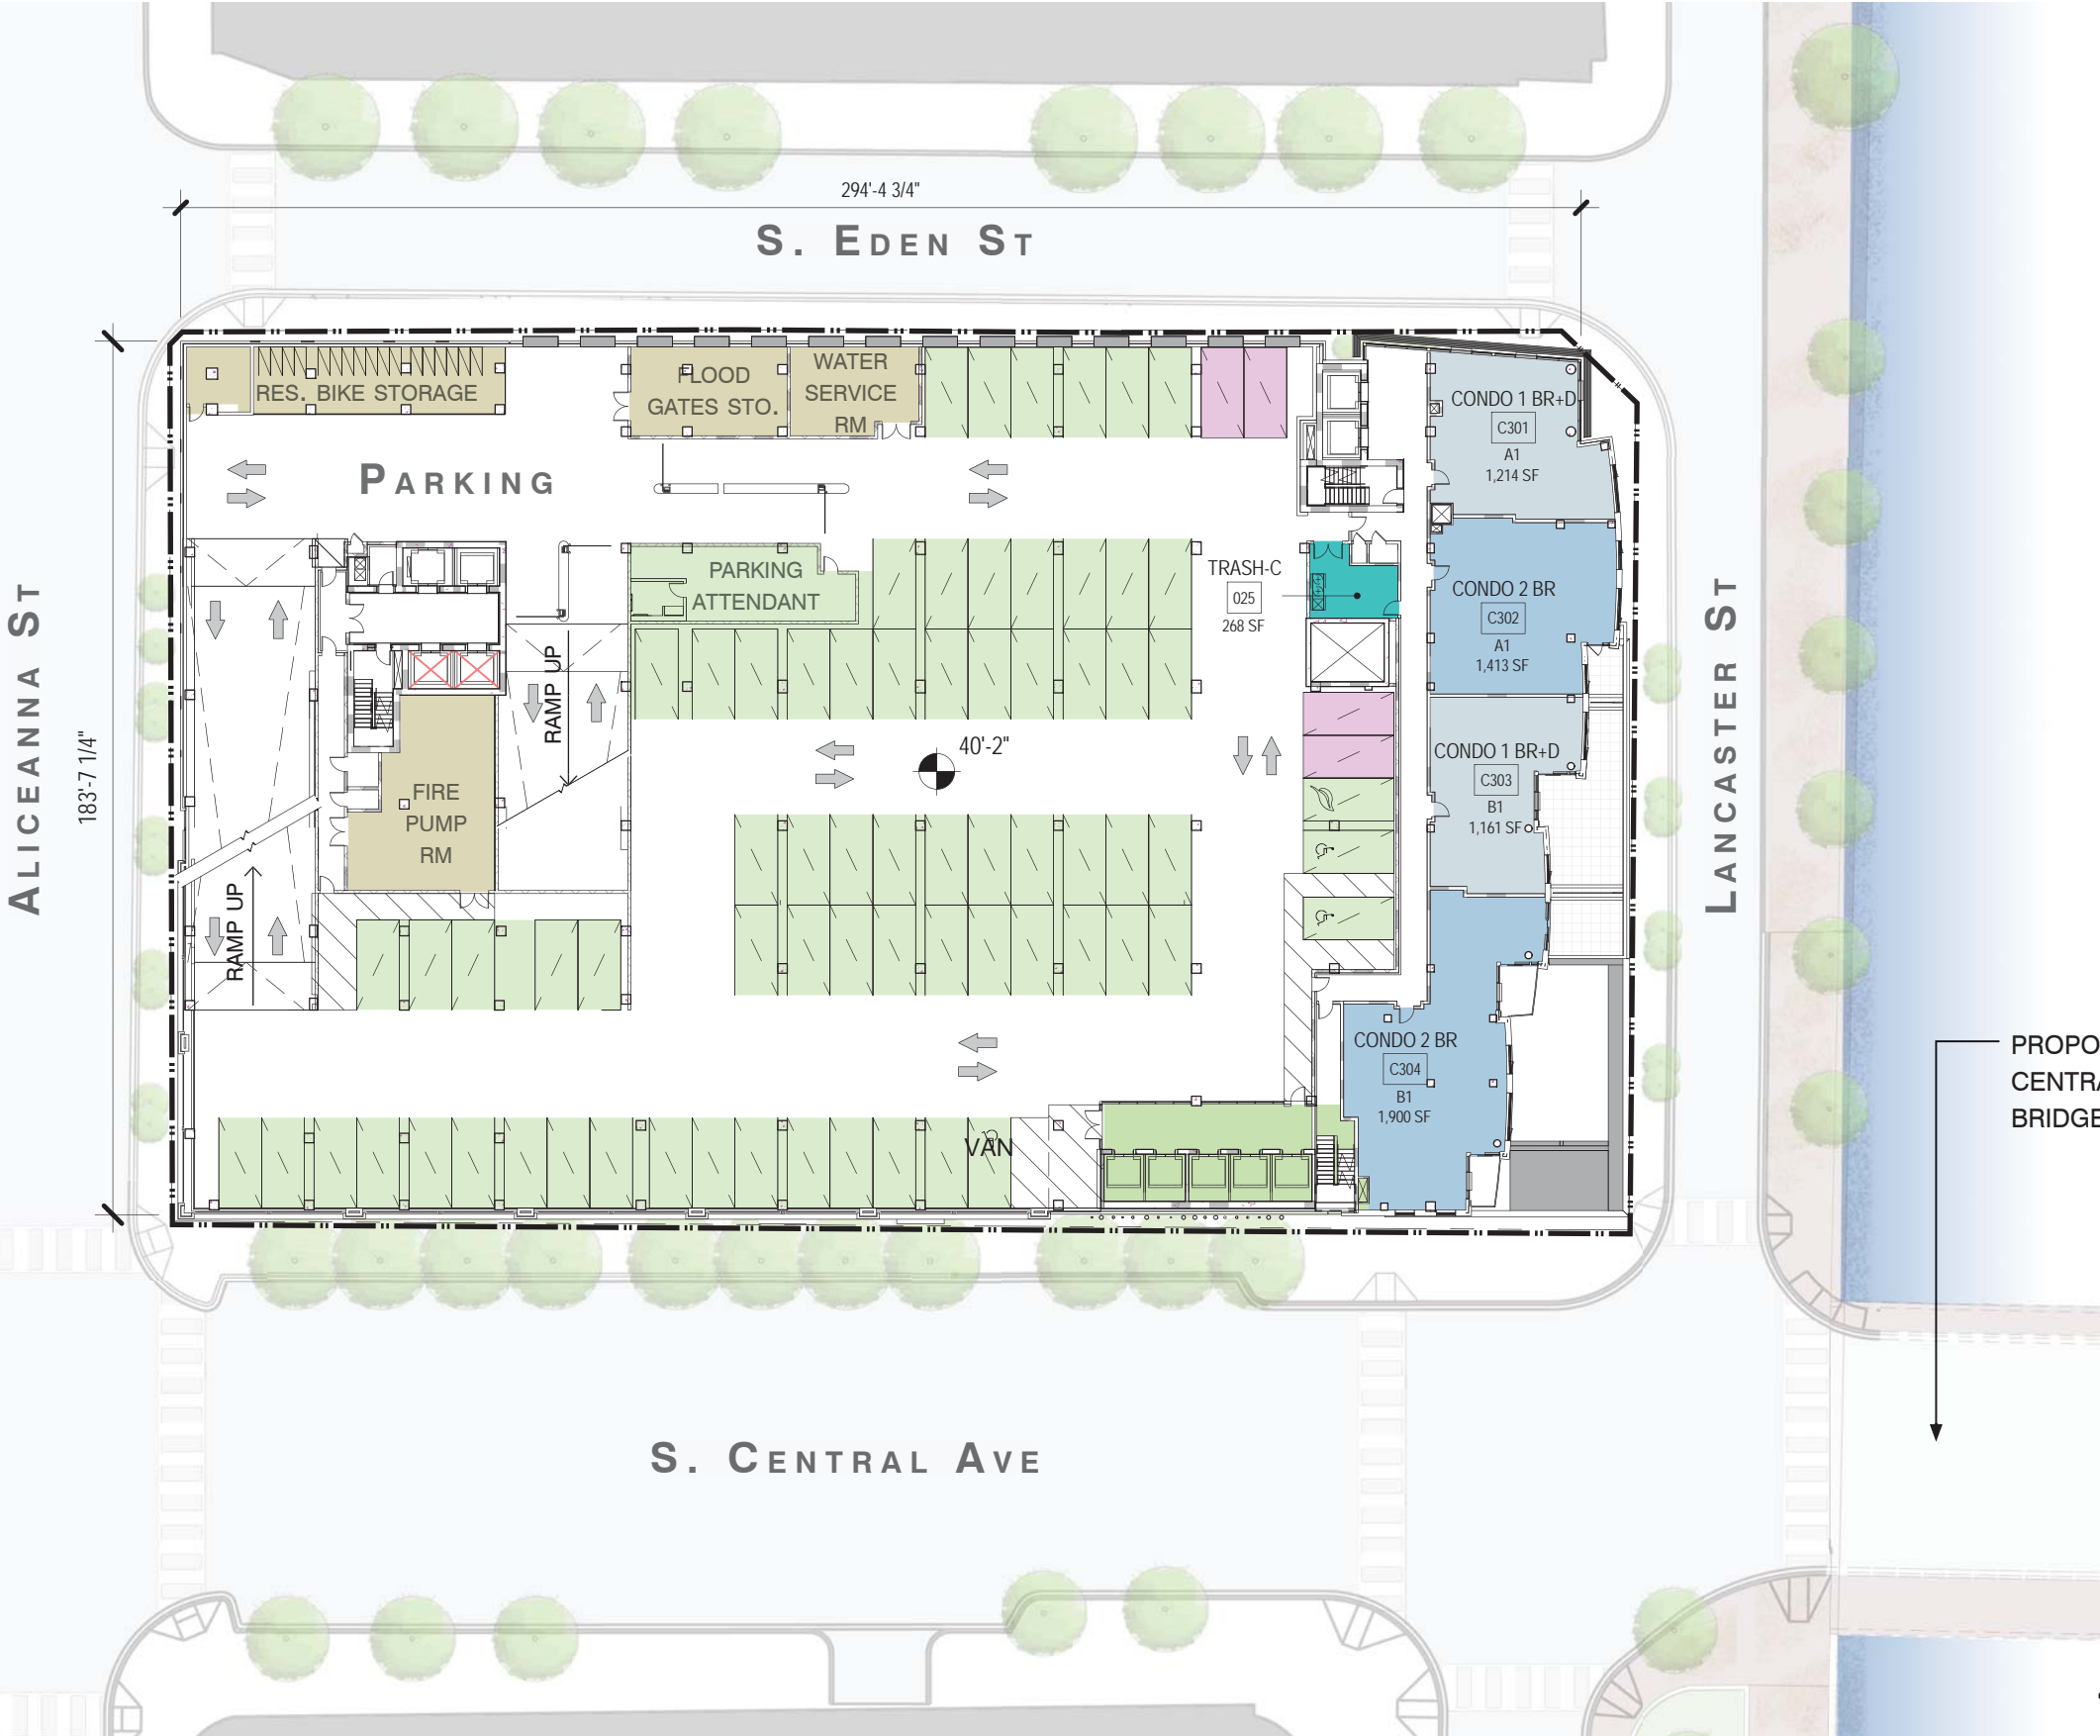 294'-4 3/4"
S. EDEN ST
RES. BIKE STORAGE
FLOOD
GATES STO.
WATER
SERVICE
RM
CONDO 1 BR+D
C301
A1
1,214 SF
PARKING
PARKING
ATTENDANT
TRASH-C
025
268 SF
CONDO 2 BR
C302
A1
1,413 SF
ALICEANNA ST
183'-7 1/4"
LANCASTER ST
RAMP UP
40'-2"
CONDO 1 BR+D
C303
B1
1,161 SF
FIRE
PUMP
RM
RAMP UP
CONDO 2 BR
C304
B1
1,900 SF
VAN
PROPO
CENTRA
BRIDGE
S. CENTRAL AVE